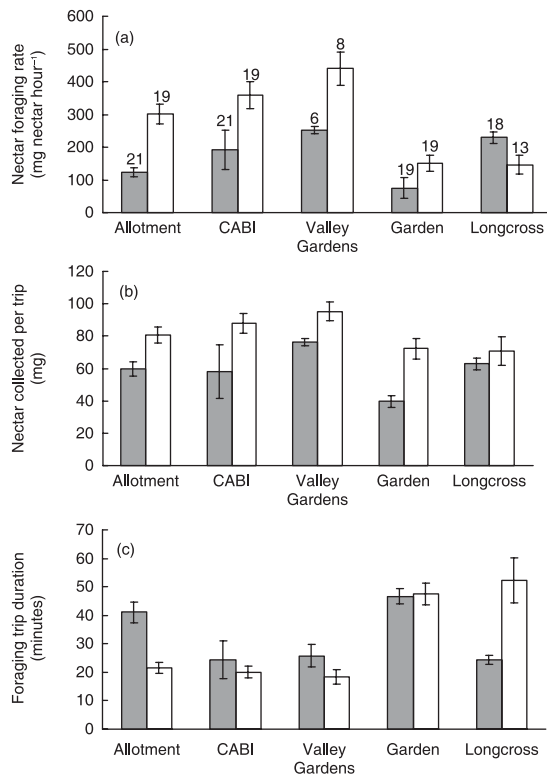 (a)
Nectar foraging rate
(mg nectar hour⁻¹)
600
500
400
300
200
100
0
21
19
21
19
6
8
19
19
18
13
Allotment
CABI
Valley
Gardens
Garden
Longcross
(b)
Nectar collected per trip
(mg)
120
100
80
60
40
20
0
Allotment
CABI
Valley
Gardens
Garden
Longcross
(c)
Foraging trip duration
(minutes)
70
60
50
40
30
20
10
0
Allotment
CABI
Valley
Gardens
Garden
Longcross